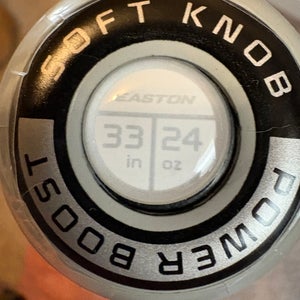 SOFT KNOB
EASTON
33 24
in oz
POWER BOOST